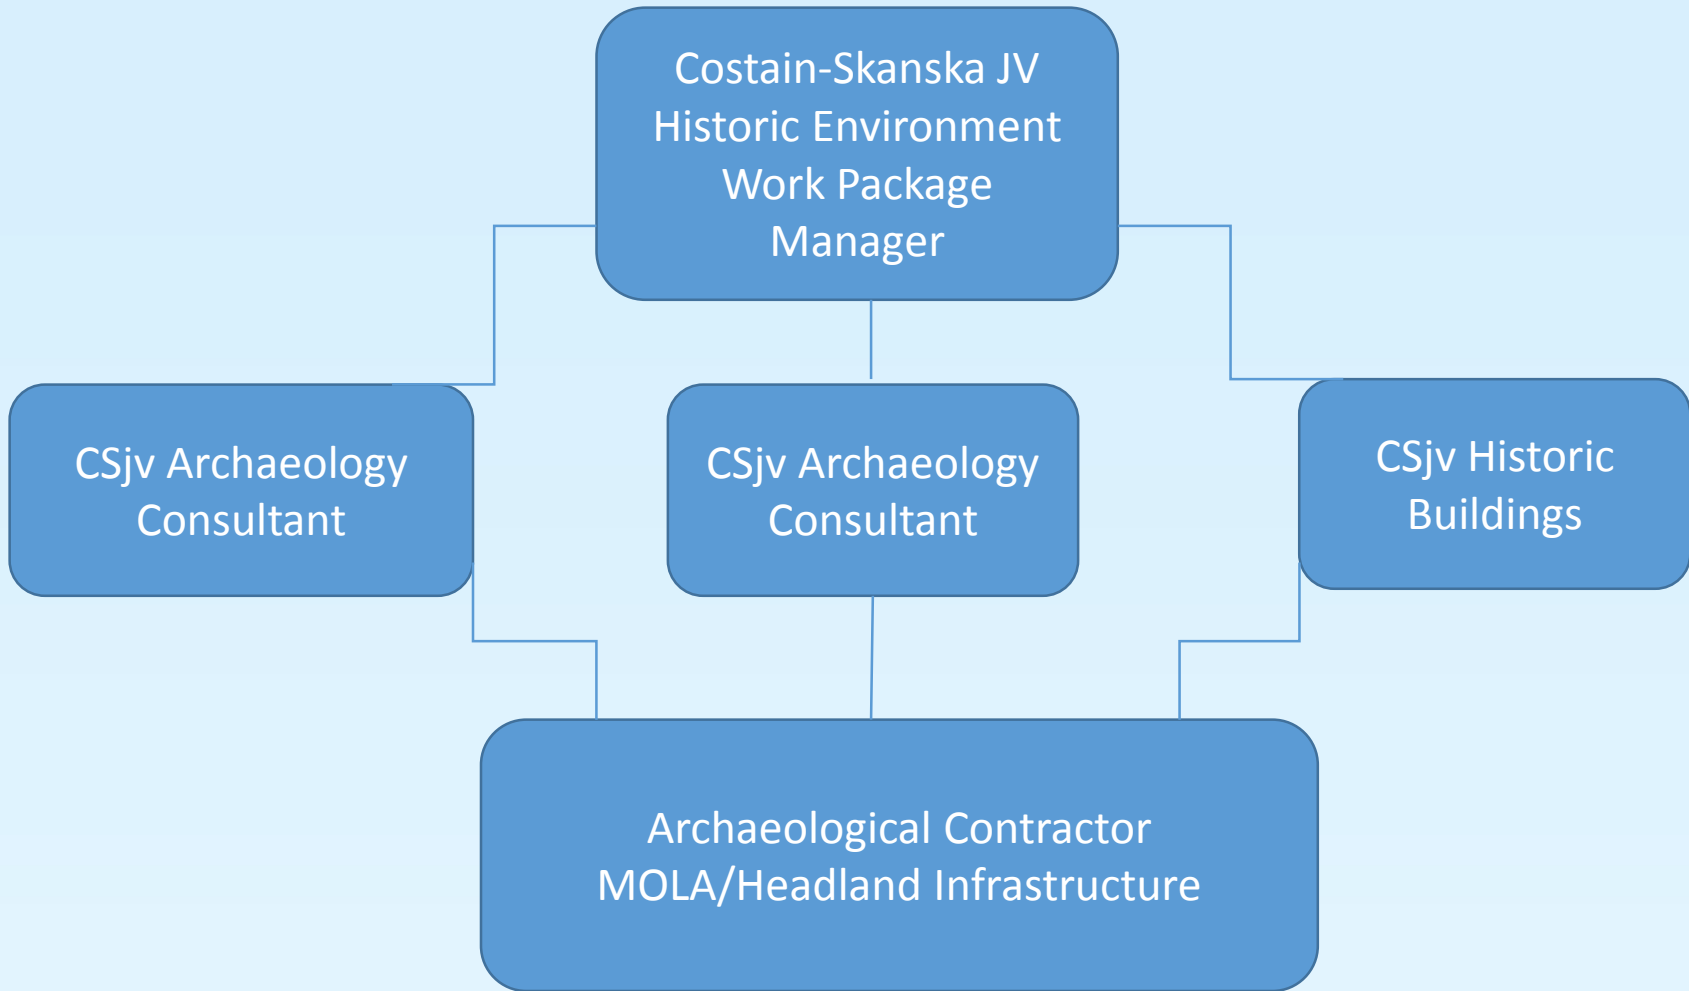 Costain-Skanska JV
Historic Environment
Work Package
Manager
CSjv Archaeology
Consultant
CSjv Archaeology
Consultant
CSjv Historic
Buildings
Archaeological Contractor
MOLA/Headland Infrastructure